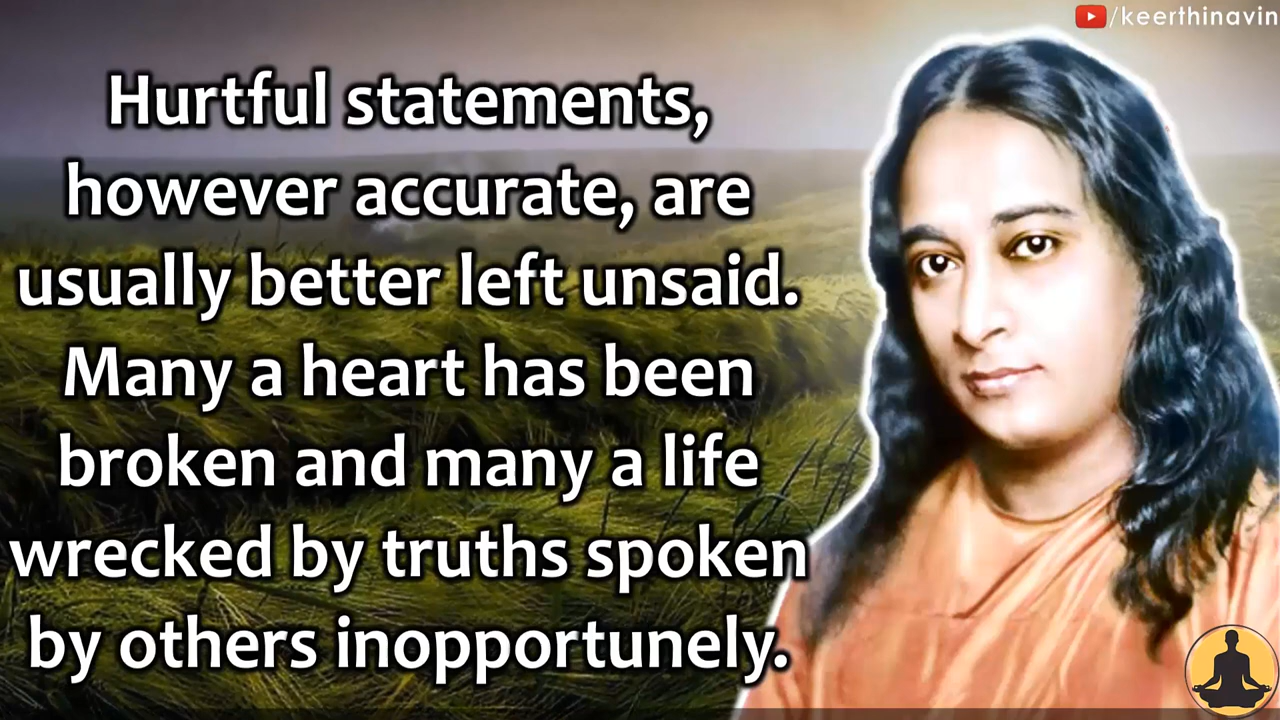 /keerthinavin
Hurtful statements,
however accurate, are
usually better left unsaid.
Many a heart has been
broken and many a life
wrecked by truths spoken
by others inopportunely.